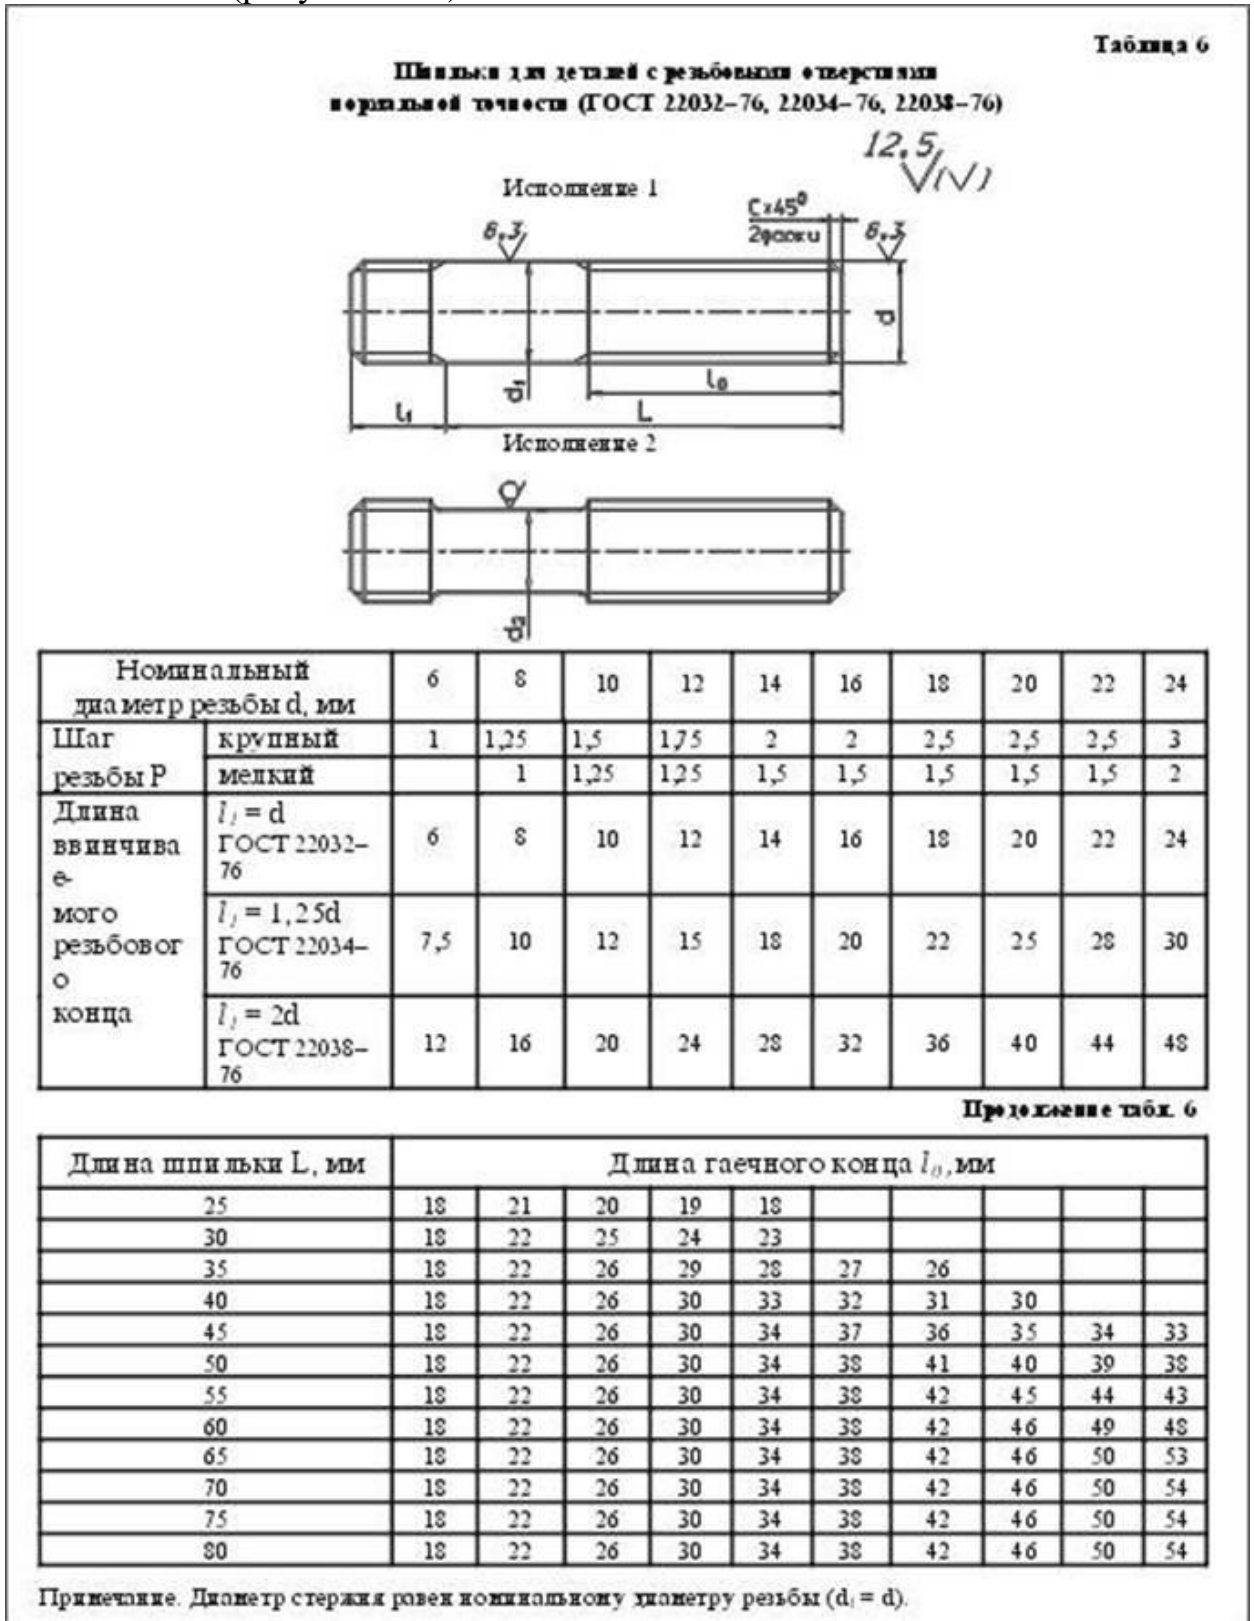 Таблица 6
Шпильки для деталей с резьбовыми отверстиями
нормальной точности (ГОСТ 22032–76, 22034–76, 22038–76)
12.5 (√)
Исполнение 1
С×45⁰
2фаски
6.3
6.3
d
d₁
l₀
l₁
L
Исполнение 2
d₂
Номинальный диаметр резьбы d, мм 6 8 10 12 14 16 18 20 22 24
Шаг резьбы Р крупный 1 1,25 1,5 1,75 2 2 2,5 2,5 2,5 3
мелкий 1 1,25 1,25 1,5 1,5 1,5 1,5 1,5 2
Длина
ввинчива
е-
мого
резьбовог
о
конца
l₁ = d ГОСТ 22032–76 6 8 10 12 14 16 18 20 22 24
l₁ = 1,25d ГОСТ 22034–76 7,5 10 12 15 18 20 22 25 28 30
l₁ = 2d ГОСТ 22038–76 12 16 20 24 28 32 36 40 44 48
Продолжение табл. 6
Длина шпильки L, мм Длина гаечного конца l₀, мм
25 18 21 20 19 18
30 18 22 25 24 23
35 18 22 26 29 28 27 26
40 18 22 26 30 33 32 31 30
45 18 22 26 30 34 37 36 35 34 33
50 18 22 26 30 34 38 41 40 39 38
55 18 22 26 30 34 38 42 45 44 43
60 18 22 26 30 34 38 42 46 49 48
65 18 22 26 30 34 38 42 46 50 53
70 18 22 26 30 34 38 42 46 50 54
75 18 22 26 30 34 38 42 46 50 54
80 18 22 26 30 34 38 42 46 50 54
Примечание. Диаметр стержня равен номинальному диаметру резьбы (d₁ = d).